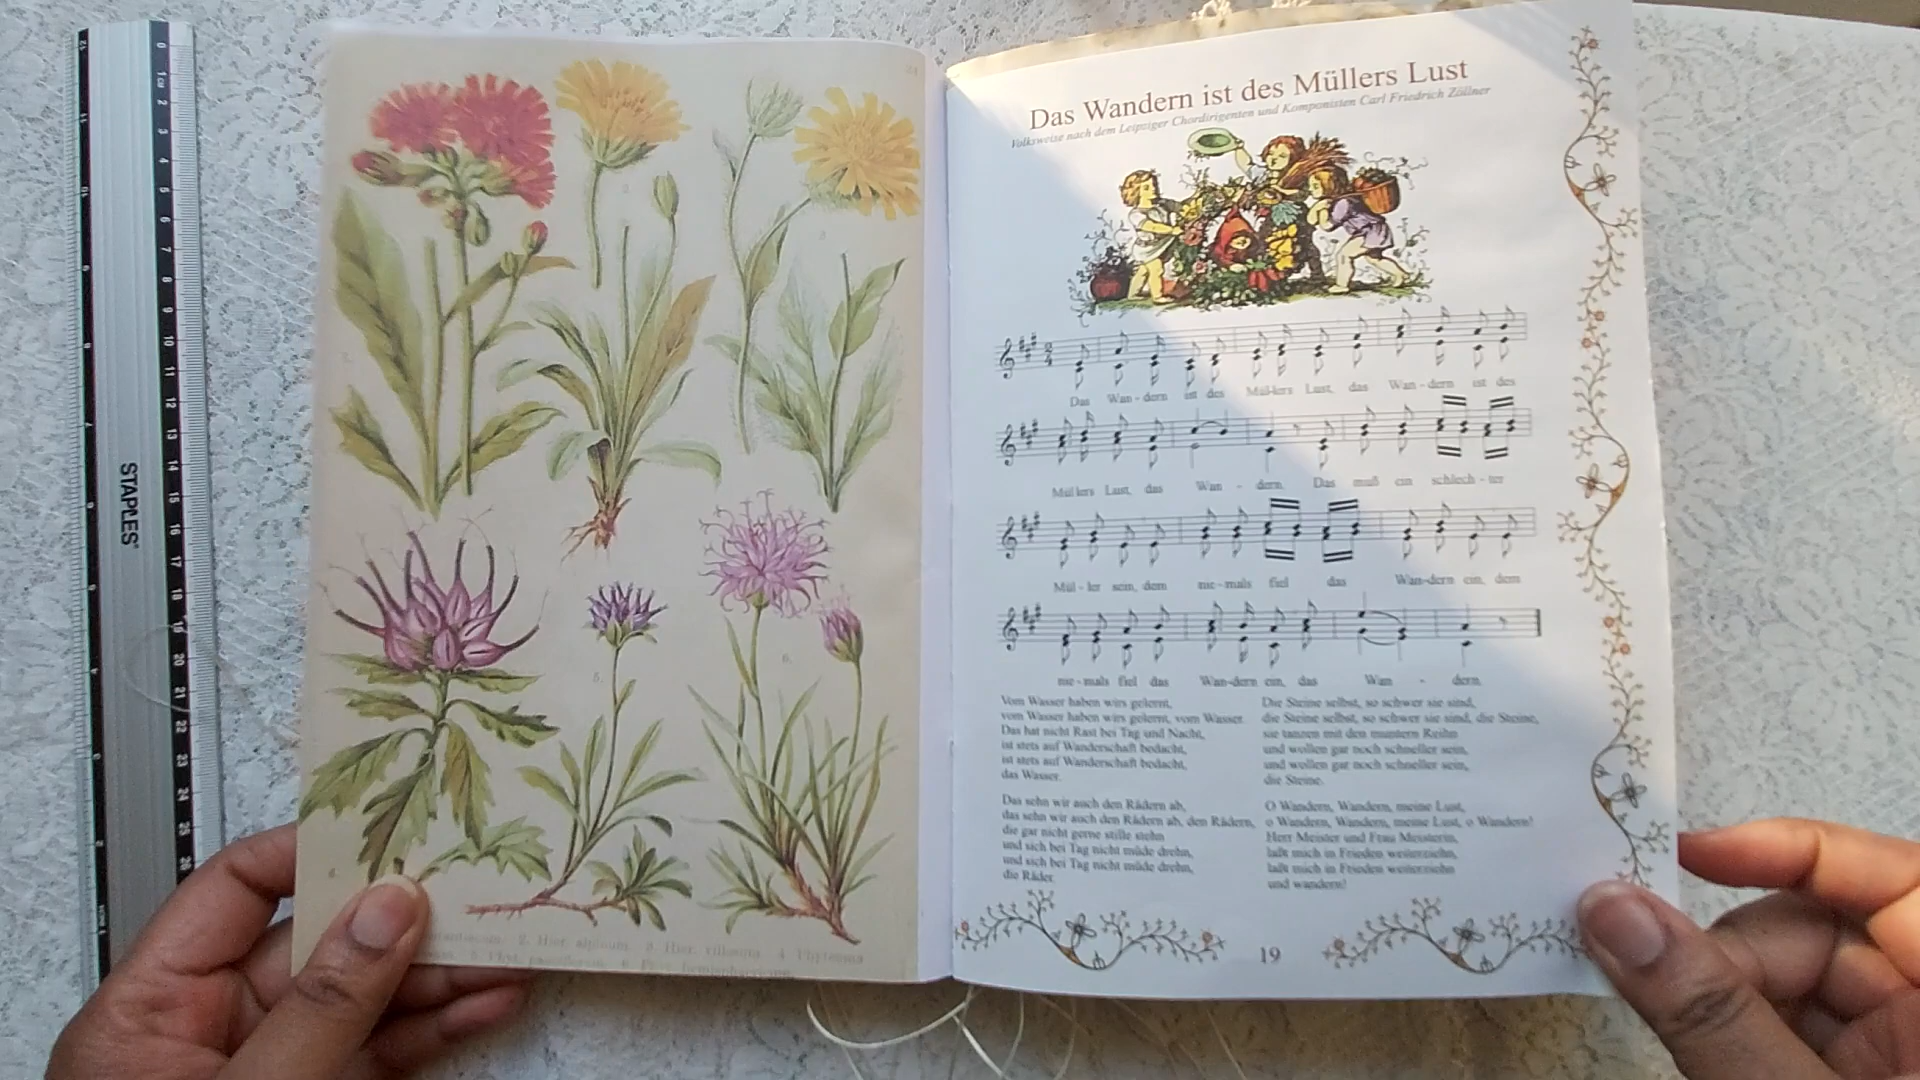 STAPLES
2. Hier. alpinum. 3. Hier. villosum. 4. Phyteuma
Das Wandern ist des Müllers Lust
Volksweise nach dem Leipziger Chordirigenten und Komponisten Carl Friedrich Zöllner
Das Wan - dern ist des Mül-lers Lust, das Wan - dern ist des
Mül-lers Lust, das Wan - dern. Das muß ein schlech - ter
Mül - ler sein, dem nie - mals fiel das Wan-dern ein, dem
nie - mals fiel das Wan-dern ein, das Wan - dern.
Vom Wasser haben wirs gelernt,
vom Wasser haben wirs gelernt, vom Wasser.
Das hat nicht Rast bei Tag und Nacht,
ist stets auf Wanderschaft bedacht,
ist stets auf Wanderschaft bedacht,
das Wasser.
Das sehn wir auch den Rädern ab,
das sehn wir auch den Rädern ab, den Rädern,
die gar nicht gerne stille stehn
und sich bei Tag nicht müde drehn,
und sich bei Tag nicht müde drehn,
die Räder.
Die Steine selbst, so schwer sie sind,
die Steine selbst, so schwer sie sind, die Steine,
sie tanzen mit den muntern Reihn
und wollen gar noch schneller sein,
und wollen gar noch schneller sein,
die Steine.
O Wandern, Wandern, meine Lust,
o Wandern, Wandern, meine Lust, o Wandern!
Herr Meister und Frau Meisterin,
laßt mich in Frieden weiterziehn,
laßt mich in Frieden weiterziehn
und wandern!
19